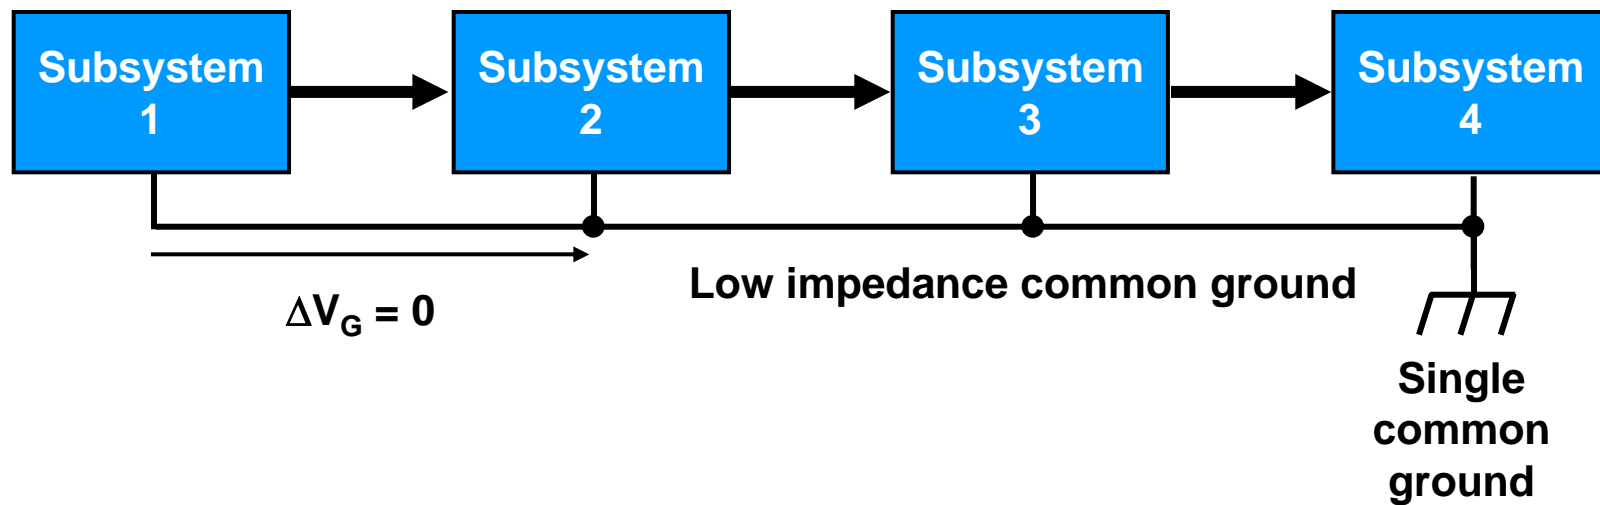 Subsystem
1
Subsystem
2
Subsystem
3
Subsystem
4
Low impedance common ground
ΔVG = 0
Single
common
ground